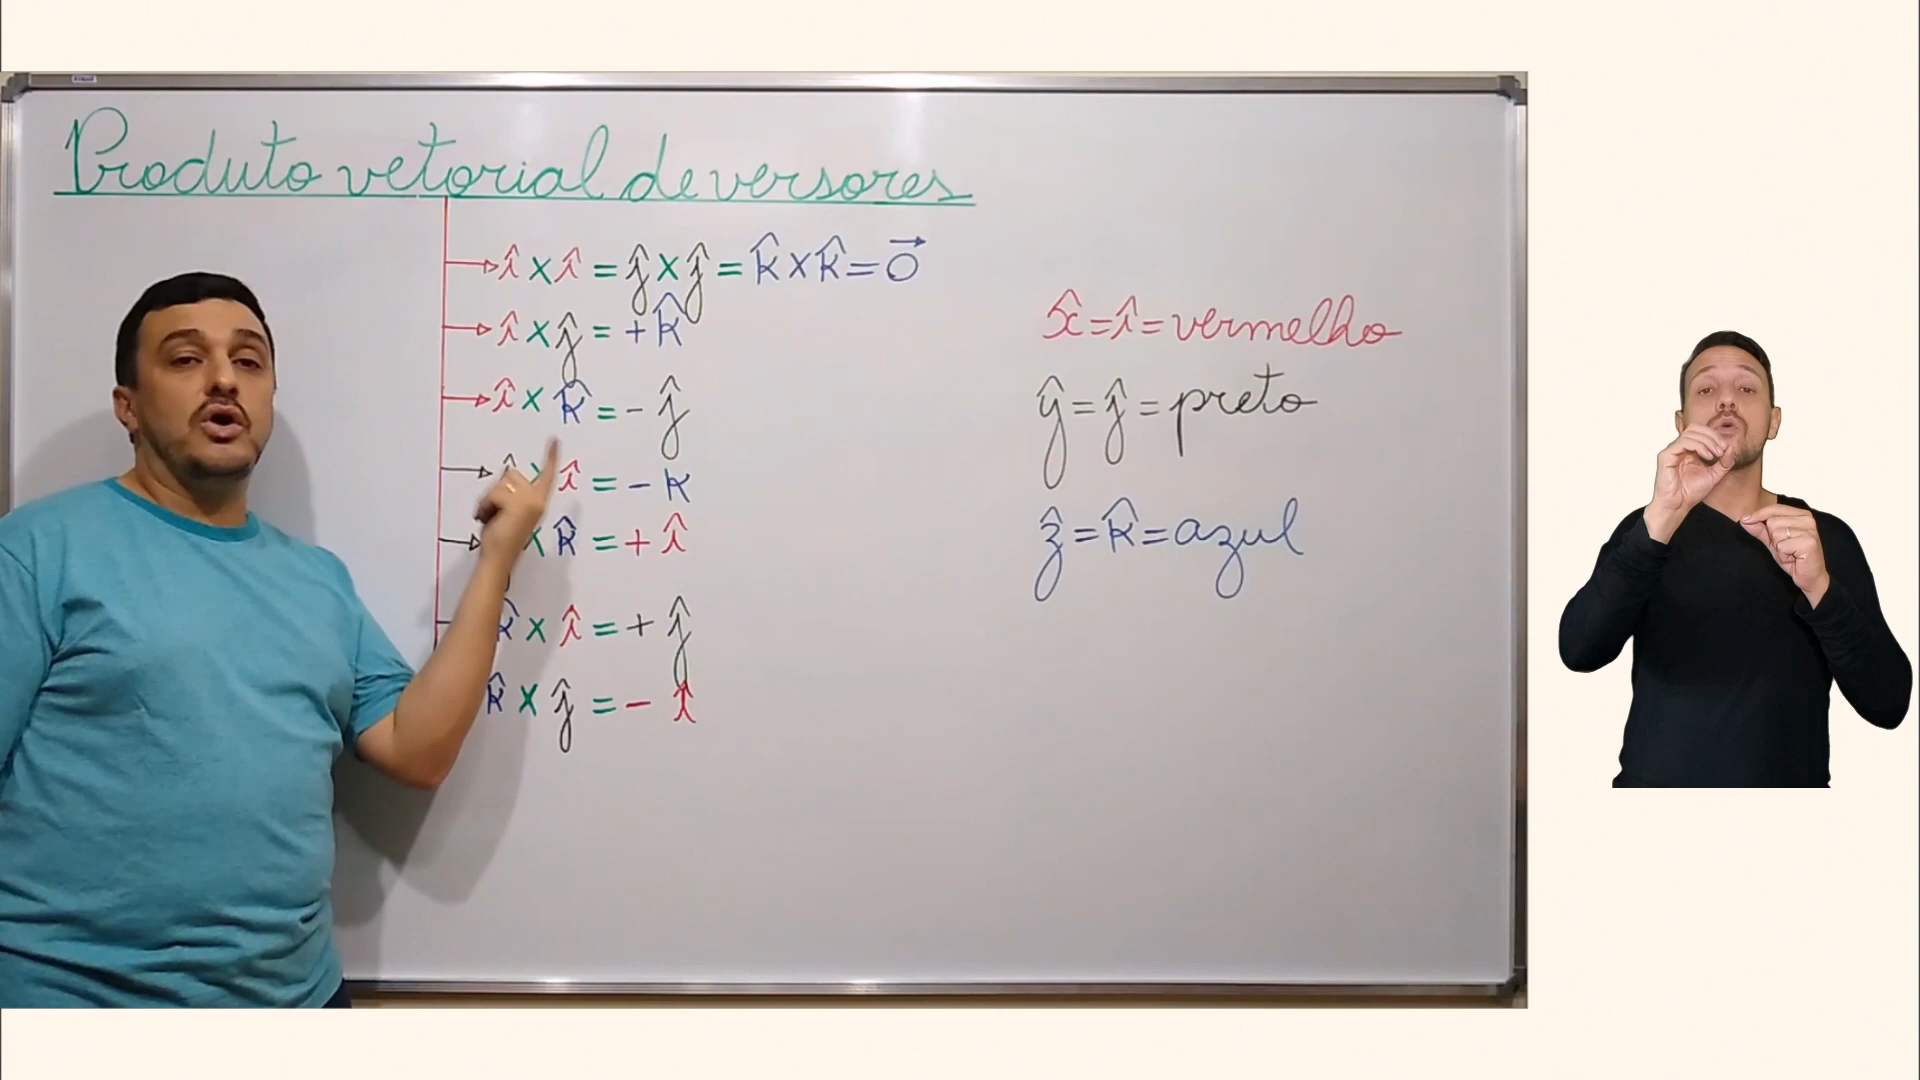 Produto vetorial de versores
î x î = ĵ x ĵ = k̂ x k̂ = 0⃗
î x ĵ = + k̂
î x k̂ = - ĵ
x î = - k
x k̂ = + î
k̂ x î = + ĵ
k̂ x ĵ = - î
x̂ = î = vermelho
ŷ = ĵ = preto
ẑ = k̂ = azul